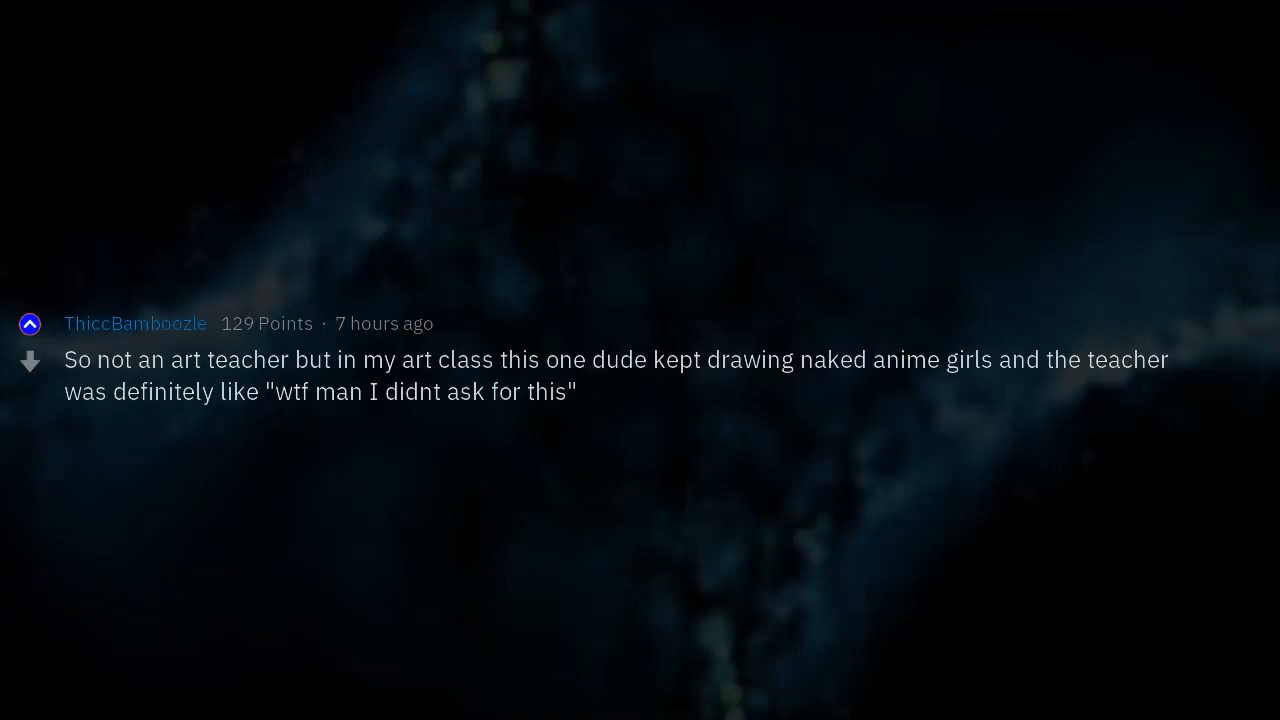 ThiccBamboozle 129 Points · 7 hours ago
So not an art teacher but in my art class this one dude kept drawing naked anime girls and the teacher
was definitely like "wtf man I didnt ask for this"